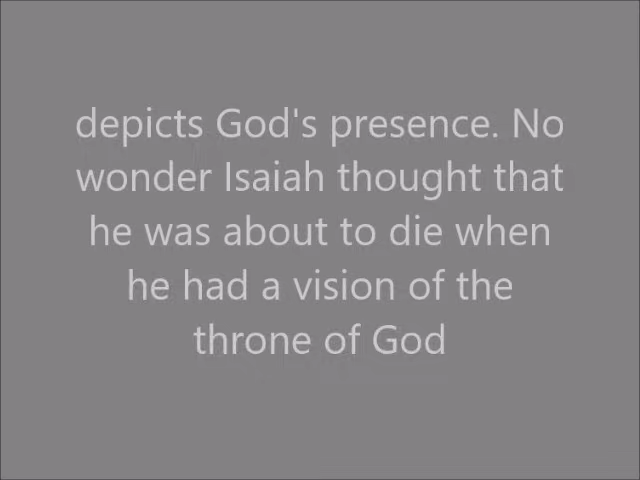 depicts God's presence. No
wonder Isaiah thought that
he was about to die when
he had a vision of the
throne of God